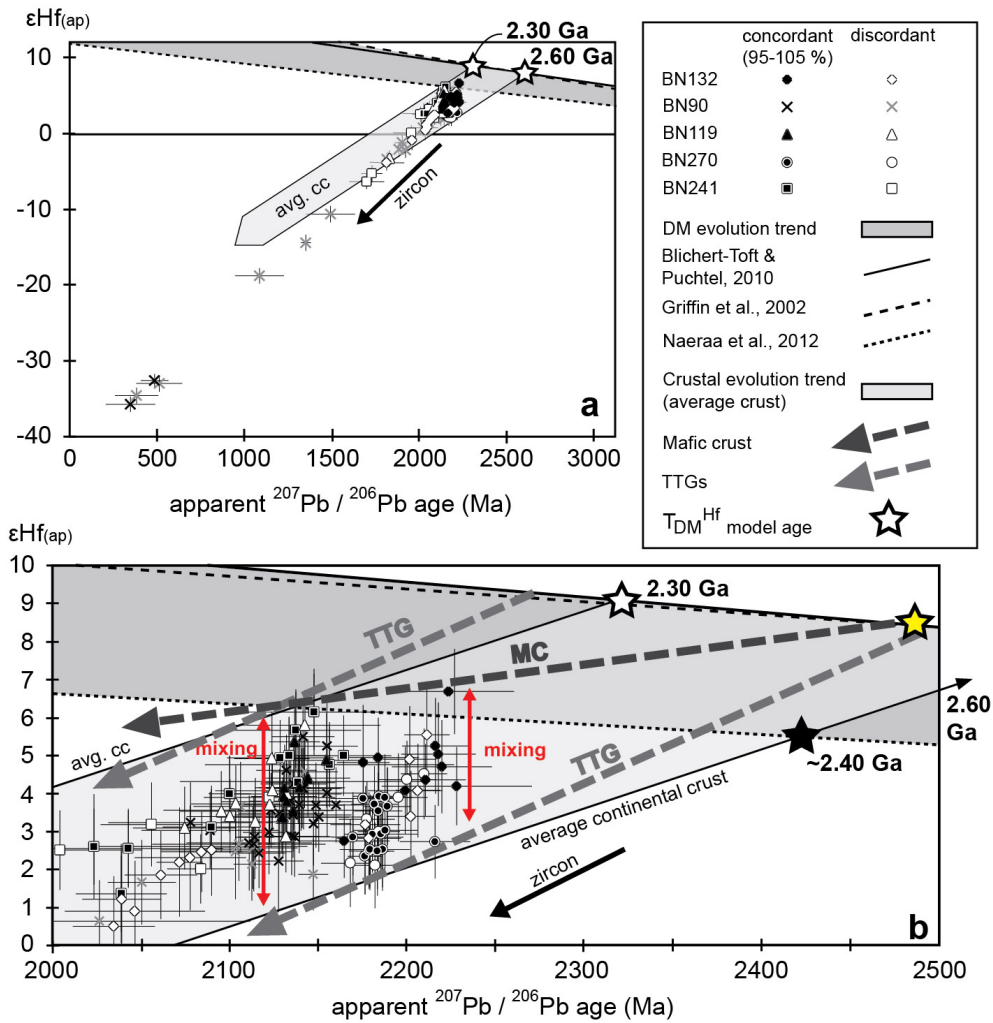 εHf(ap)
10
0
-10
-20
-30
-40
0 500 1000 1500 2000 2500 3000
apparent 207Pb / 206Pb age (Ma)
2.30 Ga
2.60 Ga
avg. cc
zircon
a
concordant discordant
(95-105 %)
BN132
BN90
BN119
BN270
BN241
DM evolution trend
Blichert-Toft &
Puchtel, 2010
Griffin et al., 2002
Naeraa et al., 2012
Crustal evolution trend
(average crust)
Mafic crust
TTGs
TDMHf model age
εHf(ap)
10
9
8
7
6
5
4
3
2
1
0
2000 2100 2200 2300 2400 2500
apparent 207Pb / 206Pb age (Ma)
2.30 Ga
TTG
MC
mixing
mixing
avg. cc
TTG
2.60
Ga
~2.40 Ga
average continental crust
zircon
b